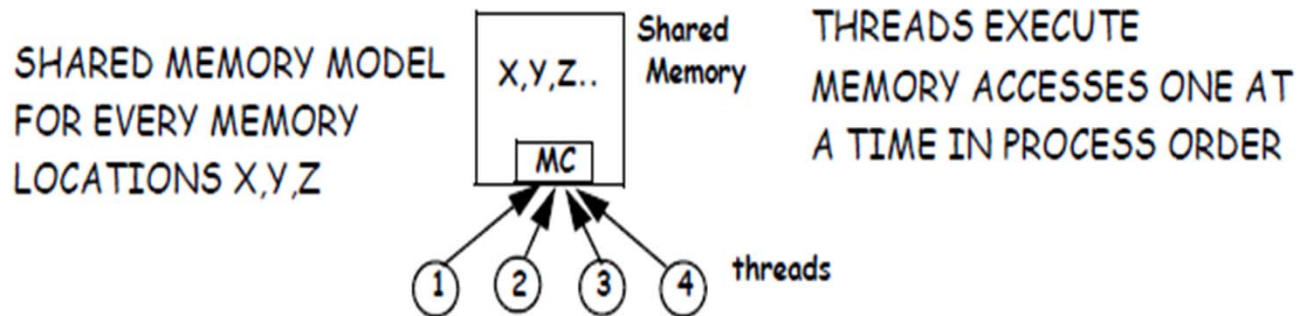 SHARED MEMORY MODEL
FOR EVERY MEMORY
LOCATIONS X,Y,Z
X,Y,Z..
MC
Shared
Memory
THREADS EXECUTE
MEMORY ACCESSES ONE AT
A TIME IN PROCESS ORDER
1 2 3 4 threads